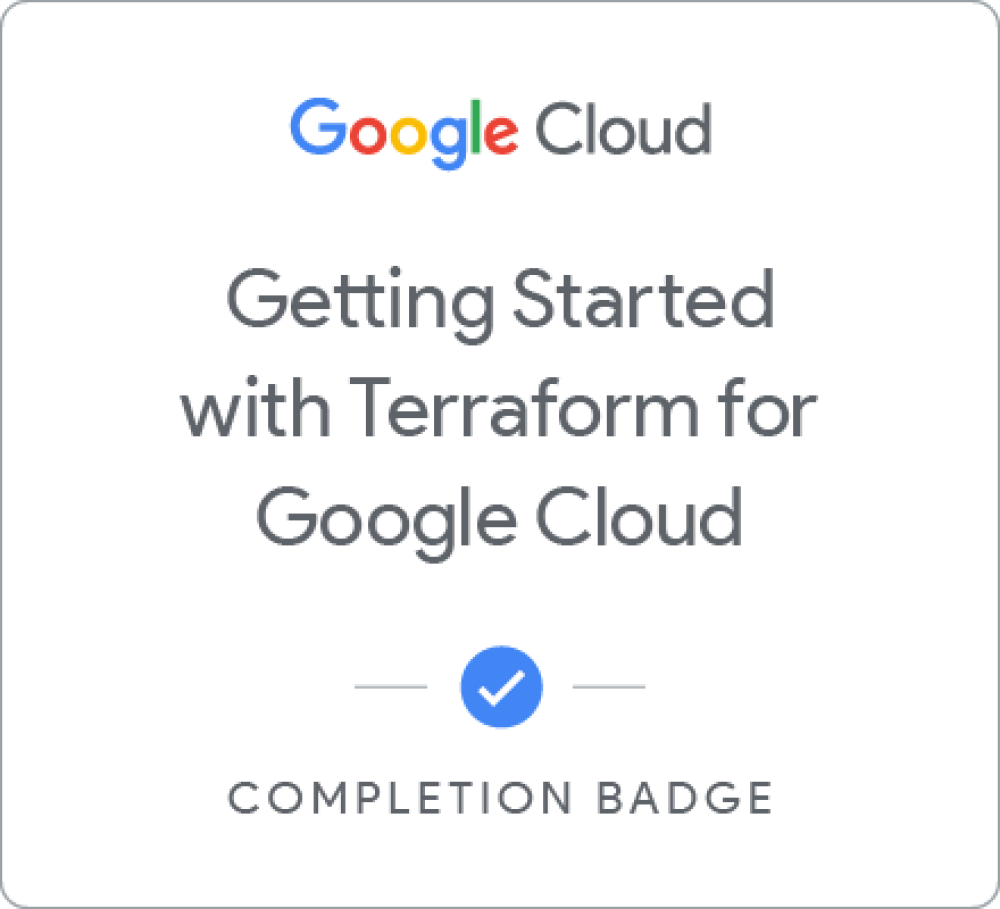 Google Cloud
Getting Started
with Terraform for
Google Cloud
COMPLETION BADGE